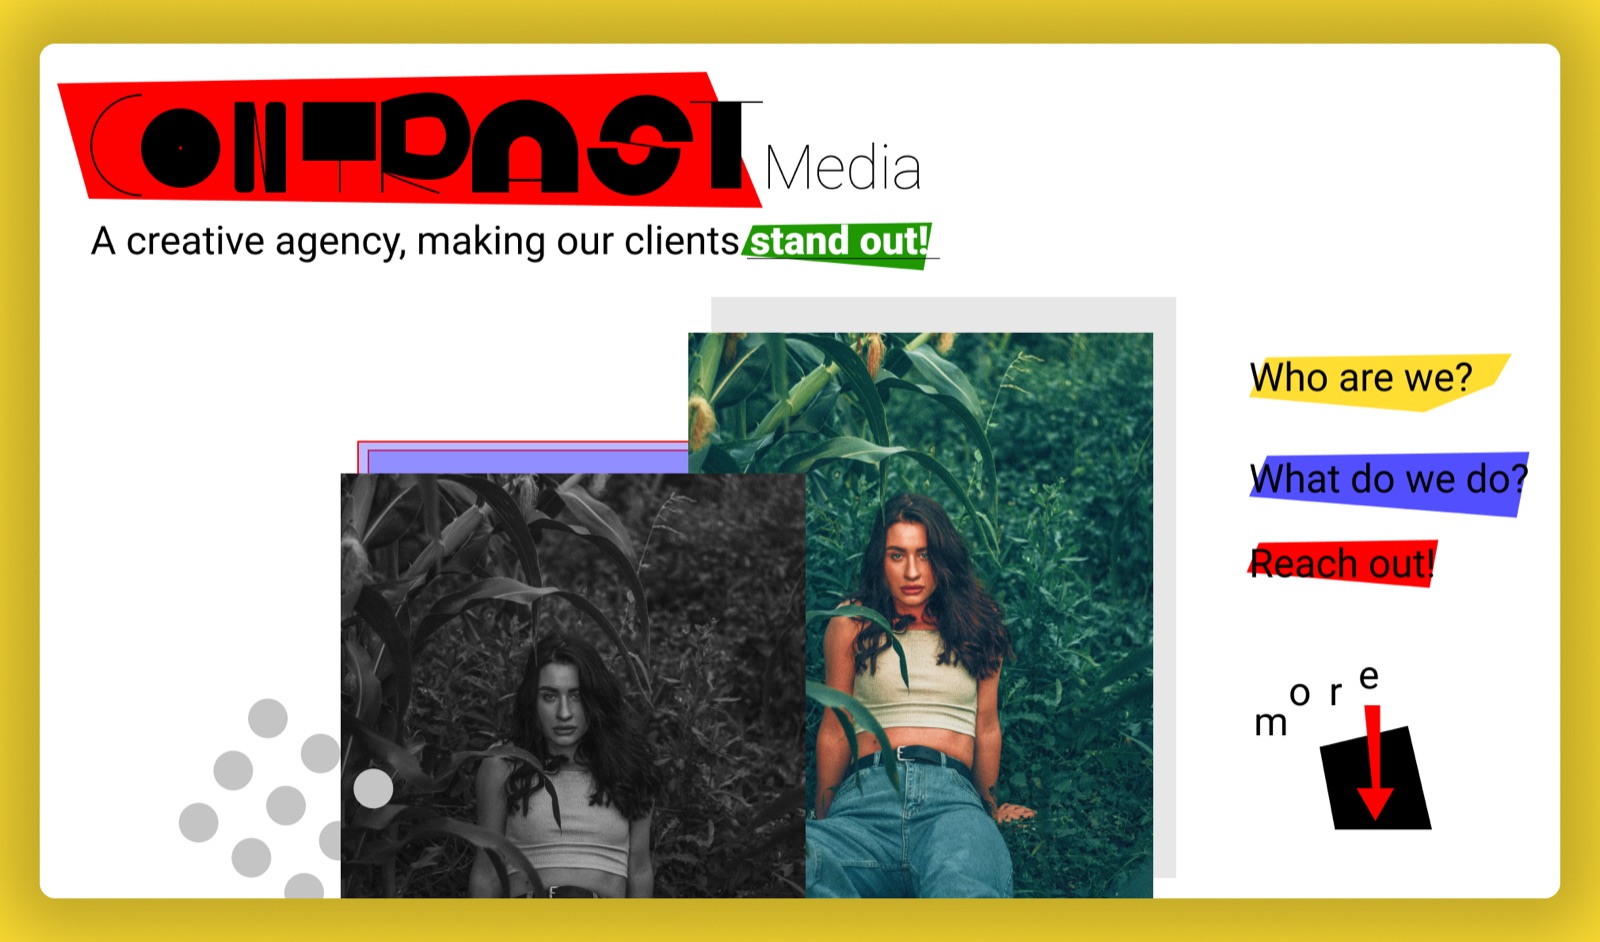 CONTRAST Media
A creative agency, making our clients stand out!
Who are we?
What do we do?
Reach out!
more